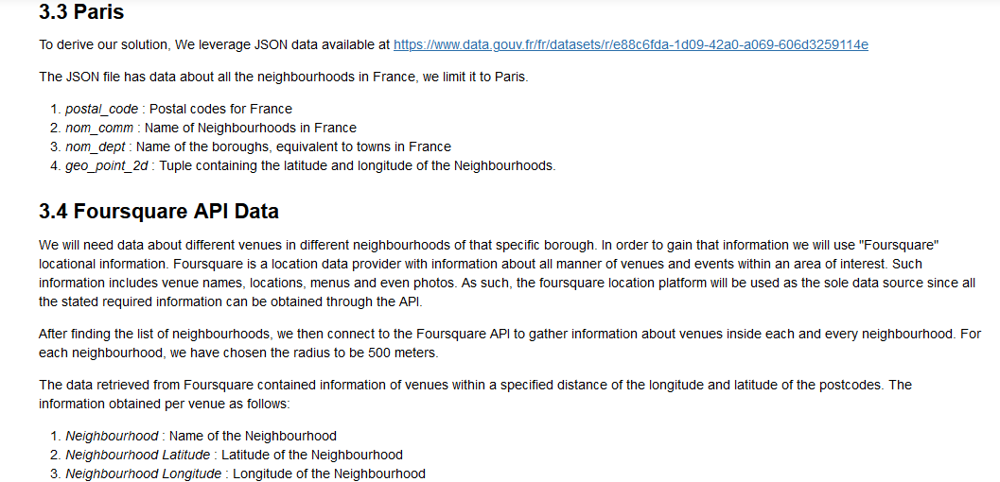 3.3 Paris
To derive our solution, We leverage JSON data available at https://www.data.gouv.fr/fr/datasets/r/e88c6fda-1d09-42a0-a069-606d3259114e
The JSON file has data about all the neighbourhoods in France, we limit it to Paris.
1. postal_code : Postal codes for France
2. nom_comm : Name of Neighbourhoods in France
3. nom_dept : Name of the boroughs, equivalent to towns in France
4. geo_point_2d : Tuple containing the latitude and longitude of the Neighbourhoods.
3.4 Foursquare API Data
We will need data about different venues in different neighbourhoods of that specific borough. In order to gain that information we will use "Foursquare"
locational information. Foursquare is a location data provider with information about all manner of venues and events within an area of interest. Such
information includes venue names, locations, menus and even photos. As such, the foursquare location platform will be used as the sole data source since all
the stated required information can be obtained through the API.
After finding the list of neighbourhoods, we then connect to the Foursquare API to gather information about venues inside each and every neighbourhood. For
each neighbourhood, we have chosen the radius to be 500 meters.
The data retrieved from Foursquare contained information of venues within a specified distance of the longitude and latitude of the postcodes. The
information obtained per venue as follows:
1. Neighbourhood : Name of the Neighbourhood
2. Neighbourhood Latitude : Latitude of the Neighbourhood
3. Neighbourhood Longitude : Longitude of the Neighbourhood